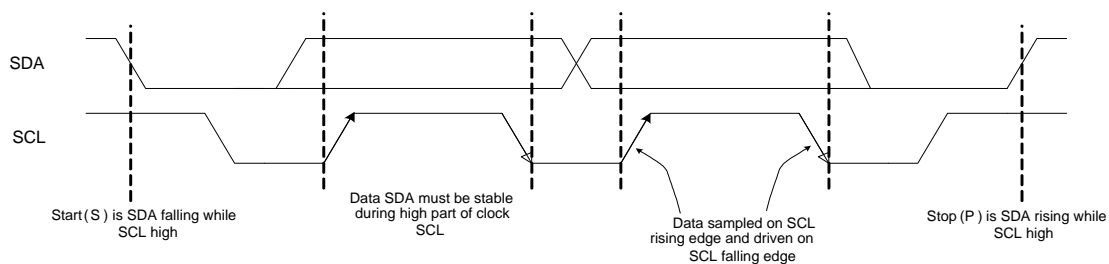 SDA
SCL
Start (S) is SDA falling while
SCL high
Data SDA must be stable
during high part of clock
SCL
Data sampled on SCL
rising edge and driven on
SCL falling edge
Stop (P) is SDA rising while
SCL high